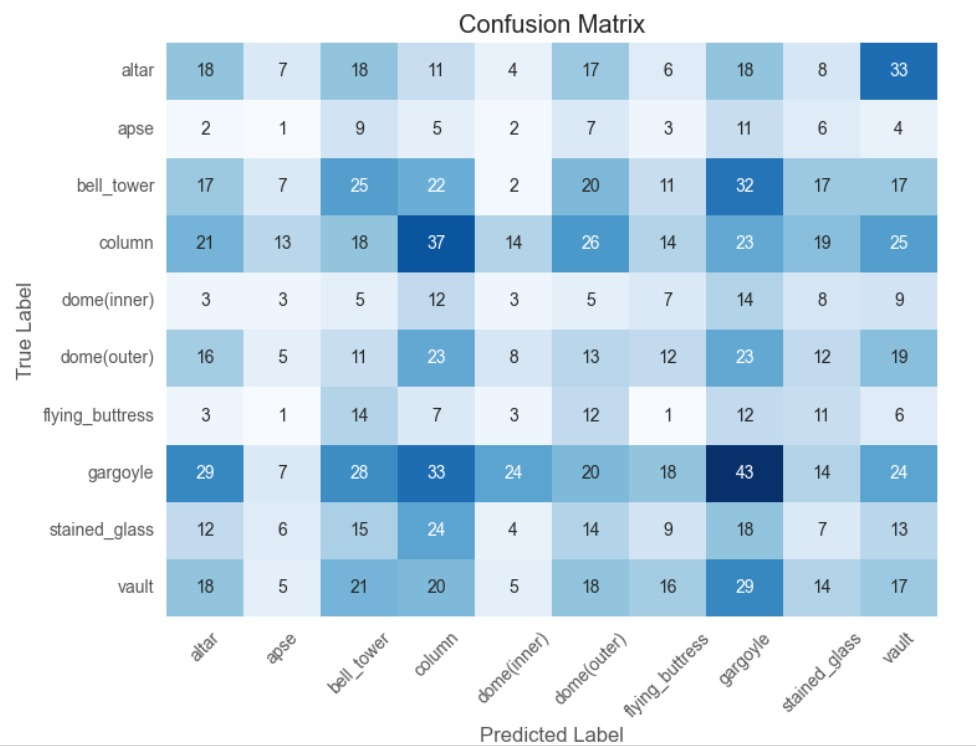 Confusion Matrix
altar 18 7 18 11 4 17 6 18 8 33
apse 2 1 9 5 2 7 3 11 6 4
bell_tower 17 7 25 22 2 20 11 32 17 17
column 21 13 18 37 14 26 14 23 19 25
dome(inner) 3 3 5 12 3 5 7 14 8 9
dome(outer) 16 5 11 23 8 13 12 23 12 19
flying_buttress 3 1 14 7 3 12 1 12 11 6
gargoyle 29 7 28 33 24 20 18 43 14 24
stained_glass 12 6 15 24 4 14 9 18 7 13
vault 18 5 21 20 5 18 16 29 14 17
True Label
altar apse bell_tower column dome(inner) dome(outer) flying_buttress gargoyle stained_glass vault
Predicted Label